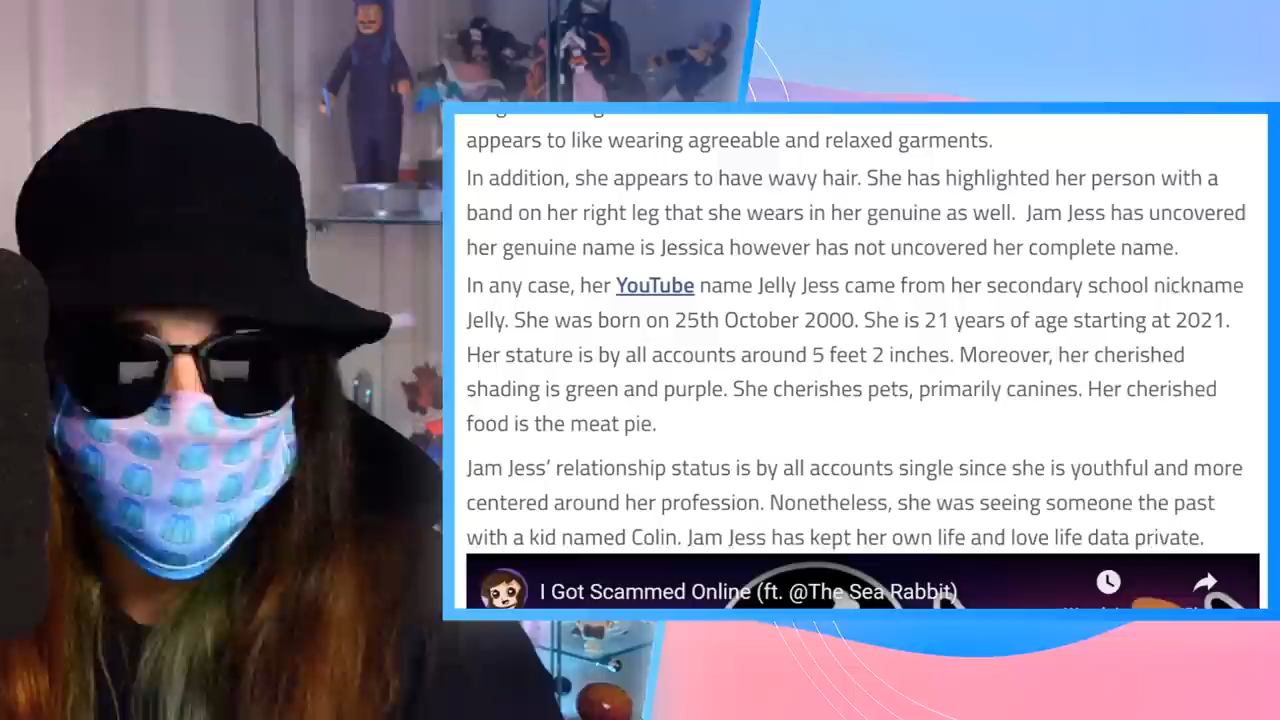 appears to like wearing agreeable and relaxed garments.
In addition, she appears to have wavy hair. She has highlighted her person with a
band on her right leg that she wears in her genuine as well. Jam Jess has uncovered
her genuine name is Jessica however has not uncovered her complete name.
In any case, her YouTube name Jelly Jess came from her secondary school nickname
Jelly. She was born on 25th October 2000. She is 21 years of age starting at 2021.
Her stature is by all accounts around 5 feet 2 inches. Moreover, her cherished
shading is green and purple. She cherishes pets, primarily canines. Her cherished
food is the meat pie.
Jam Jess’ relationship status is by all accounts single since she is youthful and more
centered around her profession. Nonetheless, she was seeing someone the past
with a kid named Colin. Jam Jess has kept her own life and love life data private.
I Got Scammed Online (ft. @The Sea Rabbit)